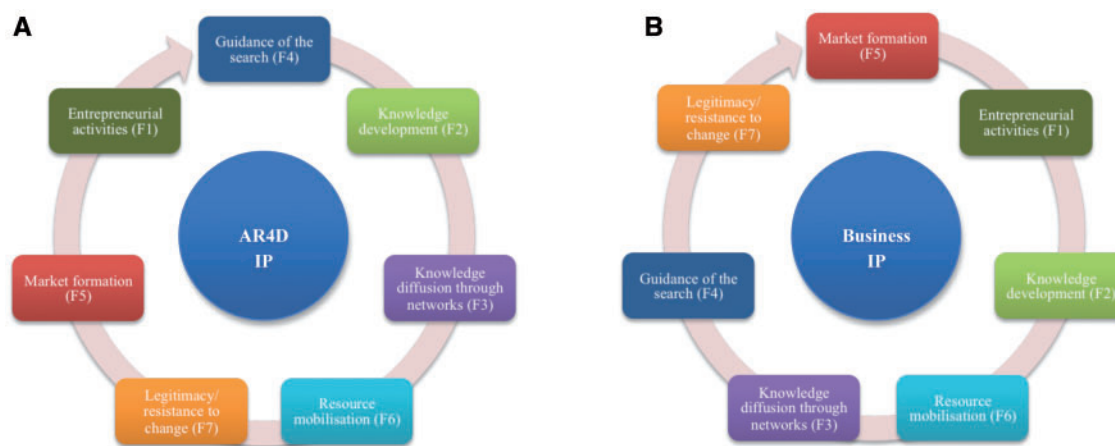 A
Guidance of the
search (F4)
Knowledge
development (F2)
Knowledge
diffusion through
networks (F3)
Resource
mobilisation (F6)
Legitimacy/
resistance to
change (F7)
Market formation
(F5)
Entrepreneurial
activities (F1)
AR4D
IP
B
Market formation
(F5)
Entrepreneurial
activities (F1)
Knowledge
development (F2)
Resource
mobilisation (F6)
Knowledge
diffusion through
networks (F3)
Guidance of the
search (F4)
Legitimacy/
resistance to
change (F7)
Business
IP